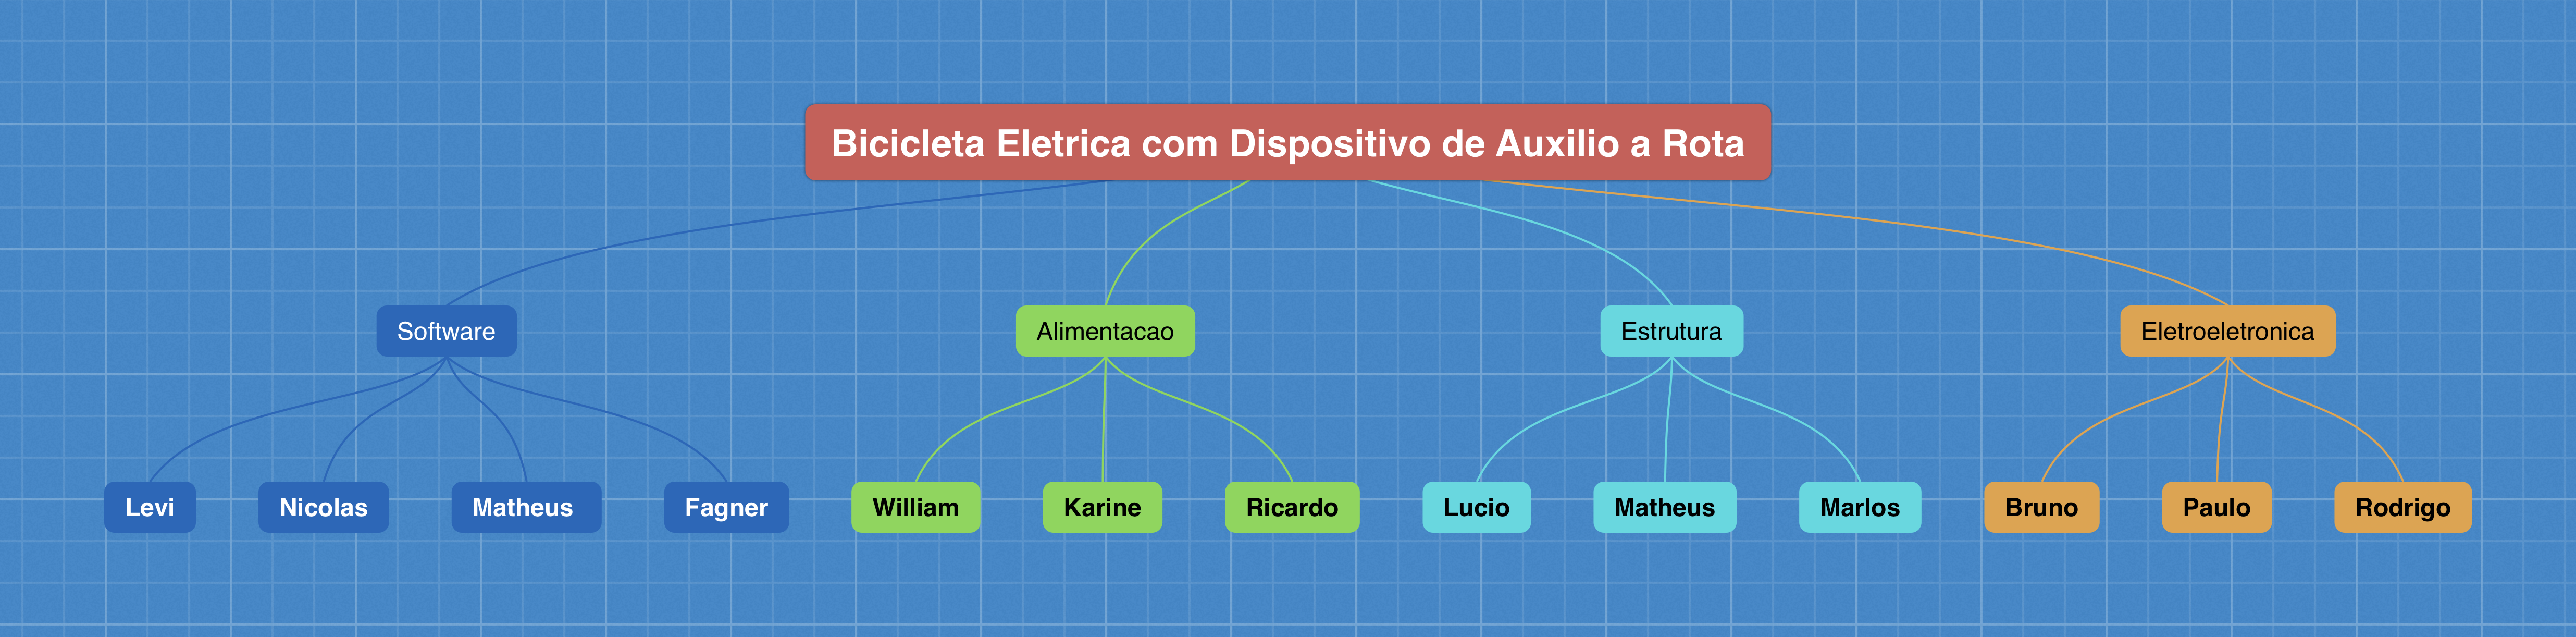 Bicicleta Eletrica com Dispositivo de Auxilio a Rota
Software
Alimentacao
Estrutura
Eletroeletronica
Levi
Nicolas
Matheus
Fagner
William
Karine
Ricardo
Lucio
Matheus
Marlos
Bruno
Paulo
Rodrigo